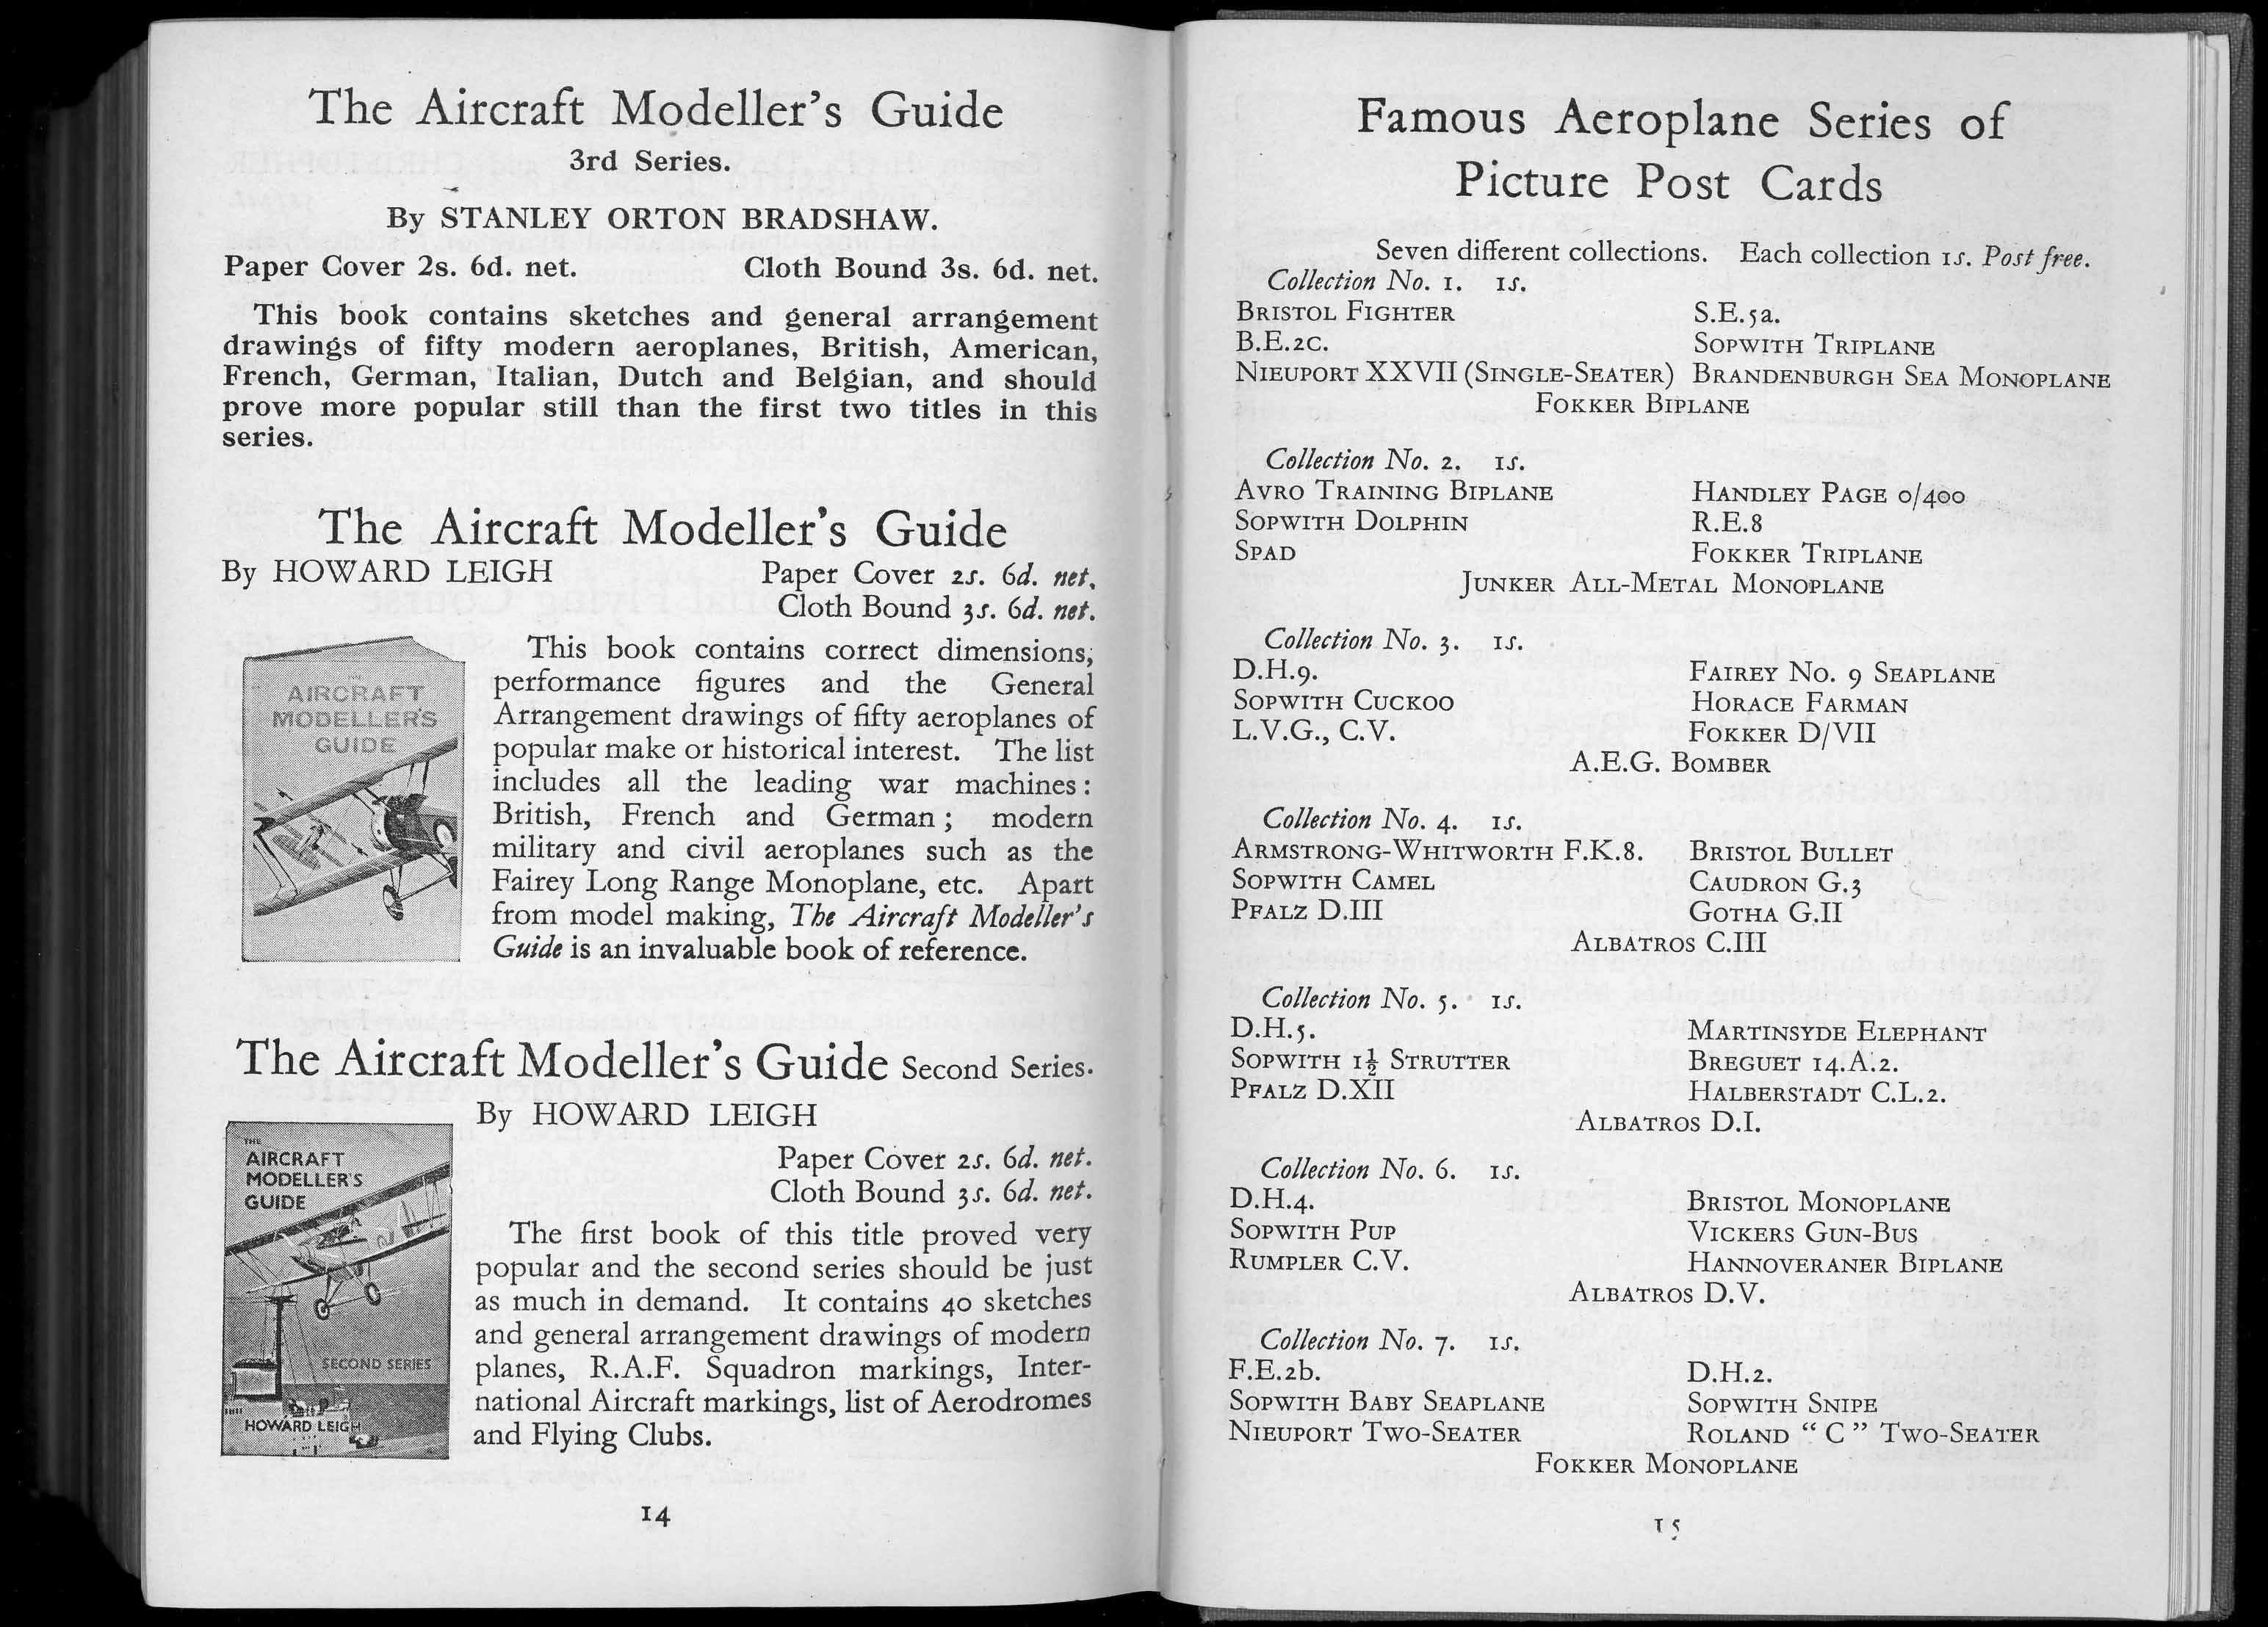 The Aircraft Modeller's Guide
3rd Series.
By STANLEY ORTON BRADSHAW.
Paper Cover 2s. 6d. net. Cloth Bound 3s. 6d. net.
This book contains sketches and general arrangement
drawings of fifty modern aeroplanes, British, American,
French, German, Italian, Dutch and Belgian, and should
prove more popular still than the first two titles in this
series.
The Aircraft Modeller's Guide
By HOWARD LEIGH Paper Cover 2s. 6d. net.
Cloth Bound 3s. 6d. net.
THE
AIRCRAFT
MODELLER'S
GUIDE
This book contains correct dimensions,
performance figures and the General
Arrangement drawings of fifty aeroplanes of
popular make or historical interest. The list
includes all the leading war machines:
British, French and German; modern
military and civil aeroplanes such as the
Fairey Long Range Monoplane, etc. Apart
from model making, The Aircraft Modeller's
Guide is an invaluable book of reference.
The Aircraft Modeller's Guide Second Series.
By HOWARD LEIGH
Paper Cover 2s. 6d. net.
Cloth Bound 3s. 6d. net.
THE
AIRCRAFT
MODELLER'S
GUIDE
SECOND SERIES
HOWARD LEIGH
The first book of this title proved very
popular and the second series should be just
as much in demand. It contains 40 sketches
and general arrangement drawings of modern
planes, R.A.F. Squadron markings, Inter-
national Aircraft markings, list of Aerodromes
and Flying Clubs.
14
Famous Aeroplane Series of
Picture Post Cards
Seven different collections. Each collection 1s. Post free.
Collection No. 1. 1s.
BRISTOL FIGHTER S.E.5a.
B.E.2C. SOPWITH TRIPLANE
NIEUPORT XXVII (SINGLE-SEATER) BRANDENBURGH SEA MONOPLANE
FOKKER BIPLANE
Collection No. 2. 1s.
AVRO TRAINING BIPLANE HANDLEY PAGE 0/400
SOPWITH DOLPHIN R.E.8
SPAD FOKKER TRIPLANE
JUNKER ALL-METAL MONOPLANE
Collection No. 3. 1s.
D.H.9. FAIREY NO. 9 SEAPLANE
SOPWITH CUCKOO HORACE FARMAN
L.V.G., C.V. FOKKER D/VII
A.E.G. BOMBER
Collection No. 4. 1s.
ARMSTRONG-WHITWORTH F.K.8. BRISTOL BULLET
SOPWITH CAMEL CAUDRON G.3
PFALZ D.III GOTHA G.II
ALBATROS C.III
Collection No. 5. 1s.
D.H.5. MARTINSYDE ELEPHANT
SOPWITH 1½ STRUTTER BREGUET 14.A.2.
PFALZ D.XII HALBERSTADT C.L.2.
ALBATROS D.I.
Collection No. 6. 1s.
D.H.4. BRISTOL MONOPLANE
SOPWITH PUP VICKERS GUN-BUS
RUMPLER C.V. HANNOVERANER BIPLANE
ALBATROS D.V.
Collection No. 7. 1s.
F.E.2b. D.H.2.
SOPWITH BABY SEAPLANE SOPWITH SNIPE
NIEUPORT TWO-SEATER ROLAND "C" TWO-SEATER
FOKKER MONOPLANE
15